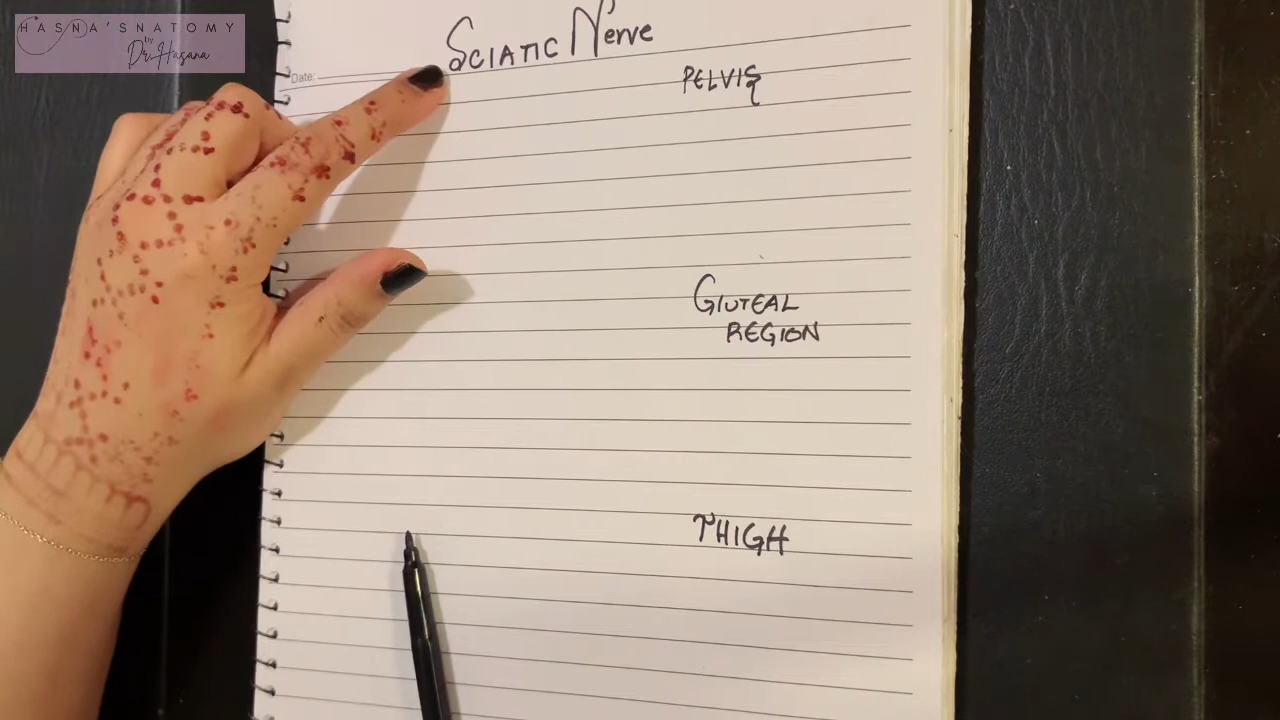 HASNA'SNATOMY
by
Dr.Hasana
SCIATIC Nerve
Date:
PELVIS
GlUTEAL
REGION
THIGH